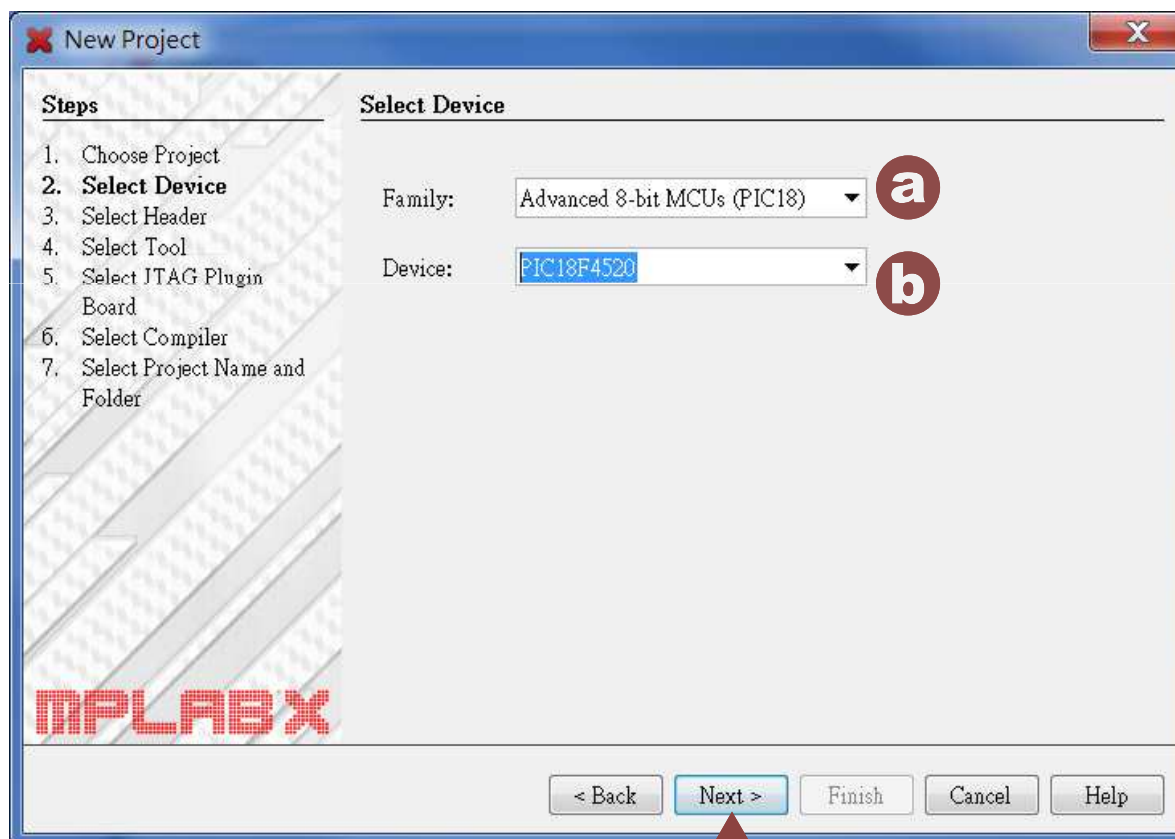 New Project
X
Steps
1. Choose Project
2. Select Device
3. Select Header
4. Select Tool
5. Select JTAG Plugin
Board
6. Select Compiler
7. Select Project Name and
Folder
MPLAB X
Select Device
Family: Advanced 8-bit MCUs (PIC18)
a
Device: PIC18F4520
b
< Back Next > Finish Cancel Help